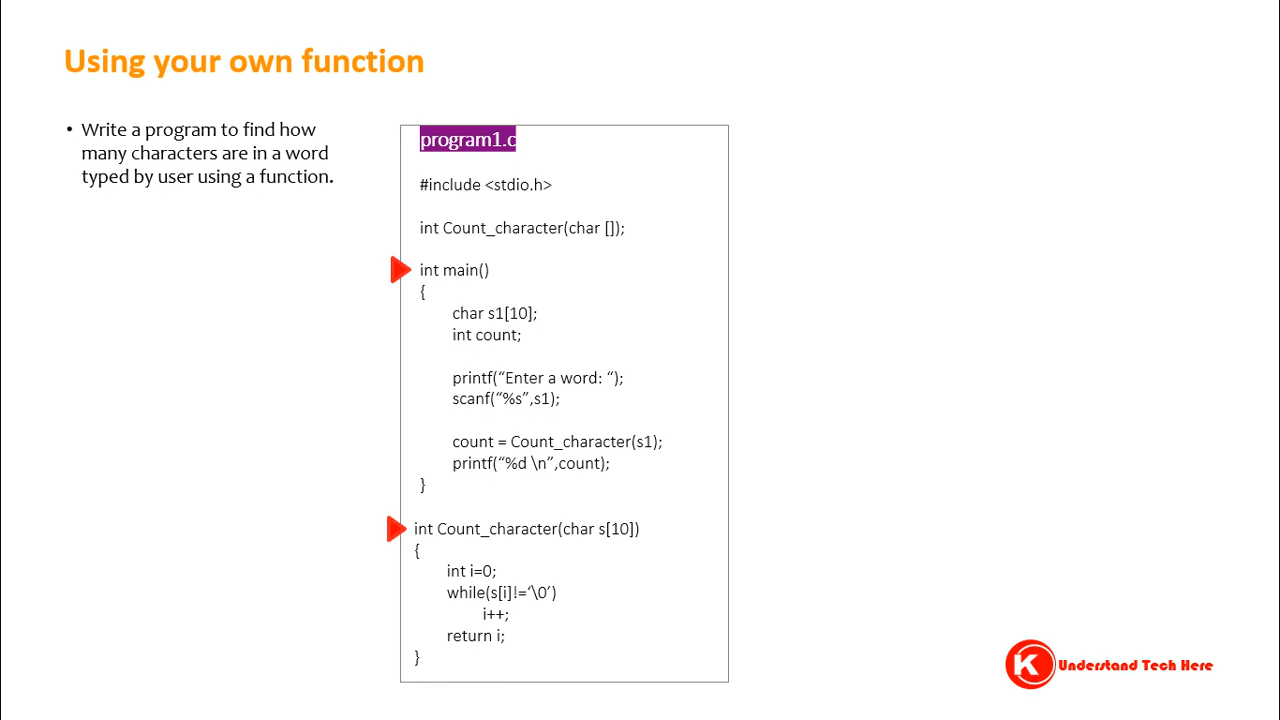 Using your own function
• Write a program to find how
many characters are in a word
typed by user using a function.
program1.c
#include <stdio.h>
int Count_character(char []);
int main()
{
char s1[10];
int count;
printf(“Enter a word: “);
scanf(“%s”,s1);
count = Count_character(s1);
printf(“%d \n”,count);
}
int Count_character(char s[10])
{
int i=0;
while(s[i]!=‘\0’)
i++;
return i;
}
K Understand Tech Here